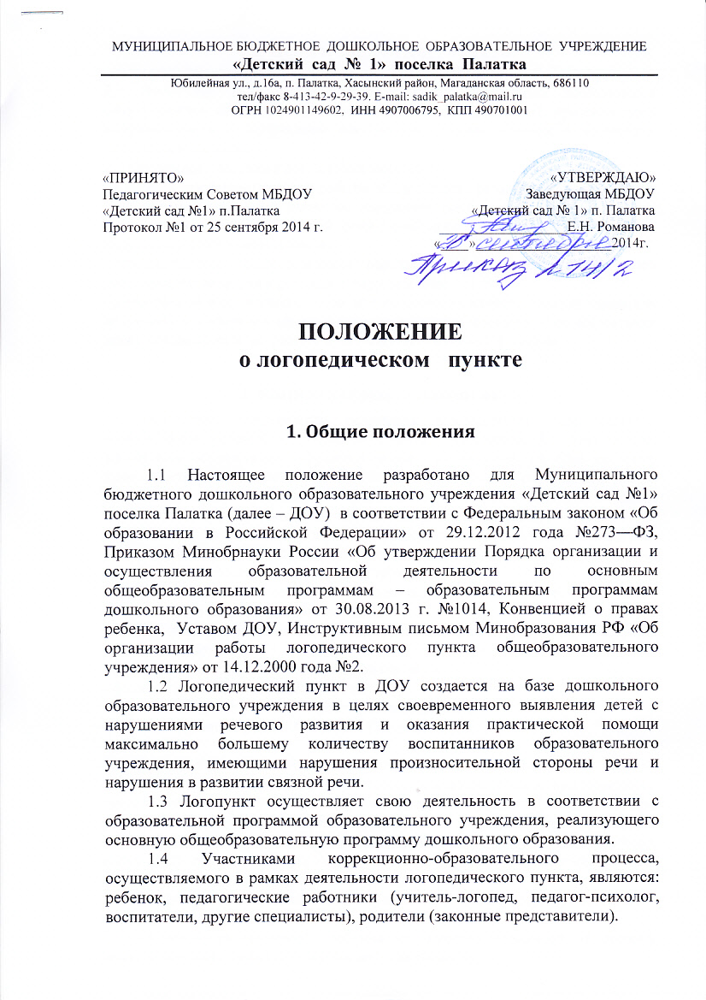 МУНИЦИПАЛЬНОЕ БЮДЖЕТНОЕ ДОШКОЛЬНОЕ ОБРАЗОВАТЕЛЬНОЕ УЧРЕЖДЕНИЕ
«Детский сад № 1» поселка Палатка
Юбилейная ул., д.16а, п. Палатка, Хасынский район, Магаданская область, 686110
тел/факс 8-413-42-9-29-39. E-mail: sadik_palatka@mail.ru
ОГРН 1024901149602, ИНН 4907006795, КПП 490701001
«ПРИНЯТО» «УТВЕРЖДАЮ»
Педагогическим Советом МБДОУ Заведующая МБДОУ
«Детский сад №1» п.Палатка «Детский сад № 1» п. Палатка
Протокол №1 от 25 сентября 2014 г. Е.Н. Романова
« » сентября 2014г.
Приказ 174/2
ПОЛОЖЕНИЕ
о логопедическом пункте
1. Общие положения
1.1 Настоящее положение разработано для Муниципального
бюджетного дошкольного образовательного учреждения «Детский сад №1»
поселка Палатка (далее – ДОУ) в соответствии с Федеральным законом «Об
образовании в Российской Федерации» от 29.12.2012 года №273—ФЗ,
Приказом Минобрнауки России «Об утверждении Порядка организации и
осуществления образовательной деятельности по основным
общеобразовательным программам – образовательным программам
дошкольного образования» от 30.08.2013 г. №1014, Конвенцией о правах
ребенка, Уставом ДОУ, Инструктивным письмом Минобразования РФ «Об
организации работы логопедического пункта общеобразовательного
учреждения» от 14.12.2000 года №2.
1.2 Логопедический пункт в ДОУ создается на базе дошкольного
образовательного учреждения в целях своевременного выявления детей с
нарушениями речевого развития и оказания практической помощи
максимально большему количеству воспитанников образовательного
учреждения, имеющими нарушения произносительной стороны речи и
нарушения в развитии связной речи.
1.3 Логопункт осуществляет свою деятельность в соответствии с
образовательной программой образовательного учреждения, реализующего
основную общеобразовательную программу дошкольного образования.
1.4 Участниками коррекционно-образовательного процесса,
осуществляемого в рамках деятельности логопедического пункта, являются:
ребенок, педагогические работники (учитель-логопед, педагог-психолог,
воспитатели, другие специалисты), родители (законные представители).